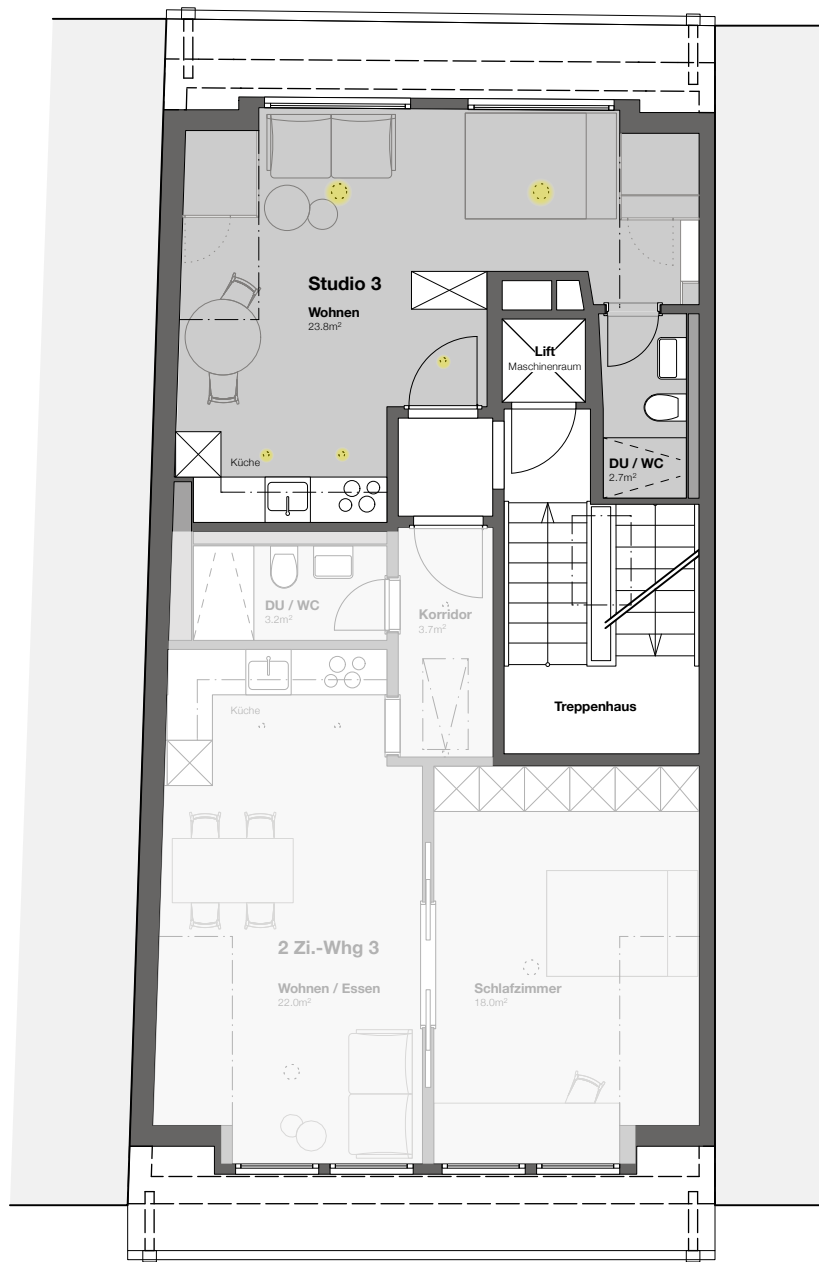 Studio 3
Wohnen
23.8m²
Lift
Maschinenraum
Küche
DU / WC
2.7m²
DU / WC
3.2m²
Korridor
3.7m²
Küche
Treppenhaus
2 Zi.-Whg 3
Wohnen / Essen
22.0m²
Schlafzimmer
18.0m²